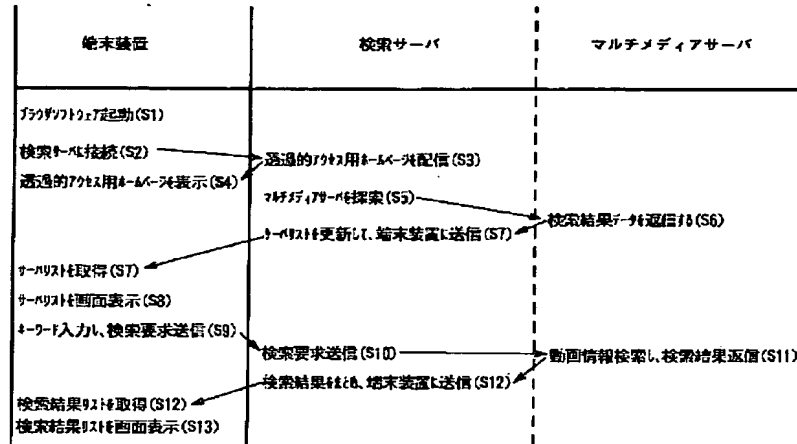 端末装置 検索サーバ マルチメディアサーバ
ブラウザソフトウェア起動(S1)
検索サーバに接続(S2)
透過的アクセス用ホームページを配信(S3)
透過的アクセス用ホームページを表示(S4)
マルチメディアサーバを探索(S5)
検索結果データを返信する(S6)
サーバリストを更新して、端末装置に送信(S7)
サーバリストを取得(S7)
サーバリストを画面表示(S8)
キーワード入力し、検索要求送信(S9)
検索要求送信(S10)
動画情報検索し、検索結果返信(S11)
検索結果をまとめ、端末装置に送信(S12)
検索結果リストを取得(S12)
検索結果リストを画面表示(S13)